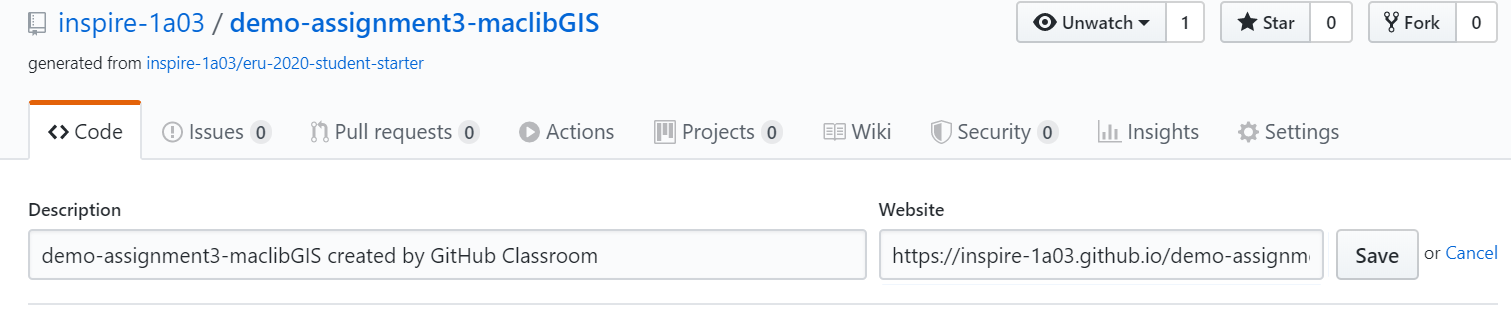 inspire-1a03 / demo-assignment3-maclibGIS
Unwatch 1 Star 0 Fork 0
generated from inspire-1a03/eru-2020-student-starter
Code Issues 0 Pull requests 0 Actions Projects 0 Wiki Security 0 Insights Settings
Description Website
demo-assignment3-maclibGIS created by GitHub Classroom https://inspire-1a03.github.io/demo-assignm Save or Cancel